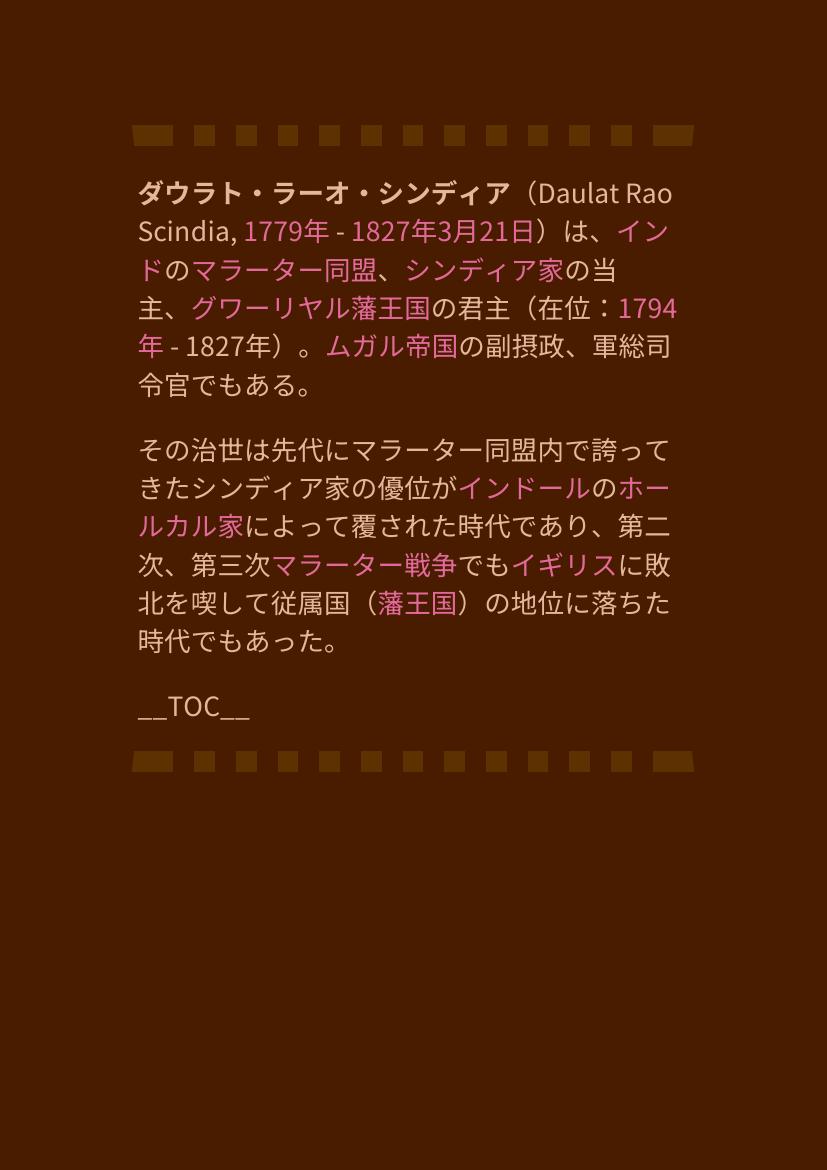 ダウラト・ラーオ・シンディア（Daulat Rao
Scindia, 1779年 - 1827年3月21日）は、イン
ドのマラーター同盟、シンディア家の当
主、グワーリヤル藩王国の君主（在位：1794
年 - 1827年）。ムガル帝国の副摂政、軍総司
令官でもある。
その治世は先代にマラーター同盟内で誇って
きたシンディア家の優位がインドールのホー
ルカル家によって覆された時代であり、第二
次、第三次マラーター戦争でもイギリスに敗
北を喫して従属国（藩王国）の地位に落ちた
時代でもあった。
__TOC__